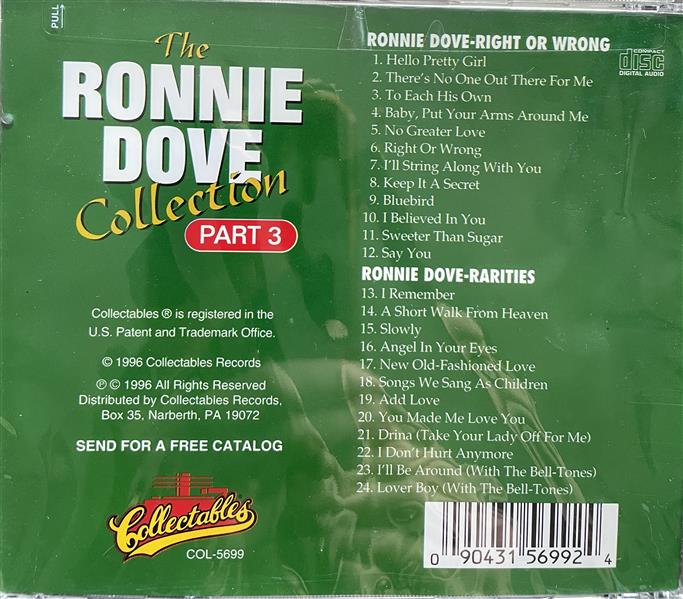 PULL
The
RONNIE
DOVE
Collection
PART 3
Collectables ® is registered in the
U.S. Patent and Trademark Office.
© 1996 Collectables Records
℗ © 1996 All Rights Reserved
Distributed by Collectables Records,
Box 35, Narberth, PA 19072
SEND FOR A FREE CATALOG
Collectables
COL-5699
RONNIE DOVE-RIGHT OR WRONG
1. Hello Pretty Girl
2. There's No One Out There For Me
3. To Each His Own
4. Baby, Put Your Arms Around Me
5. No Greater Love
6. Right Or Wrong
7. I'll String Along With You
8. Keep It A Secret
9. Bluebird
10. I Believed In You
11. Sweeter Than Sugar
12. Say You
RONNIE DOVE-RARITIES
13. I Remember
14. A Short Walk From Heaven
15. Slowly
16. Angel In Your Eyes
17. New Old-Fashioned Love
18. Songs We Sang As Children
19. Add Love
20. You Made Me Love You
21. Drina (Take Your Lady Off For Me)
22. I Don't Hurt Anymore
23. I'll Be Around (With The Bell-Tones)
24. Lover Boy (With The Bell-Tones)
COMPACT
disc
DIGITAL AUDIO
0 90431 56992 4